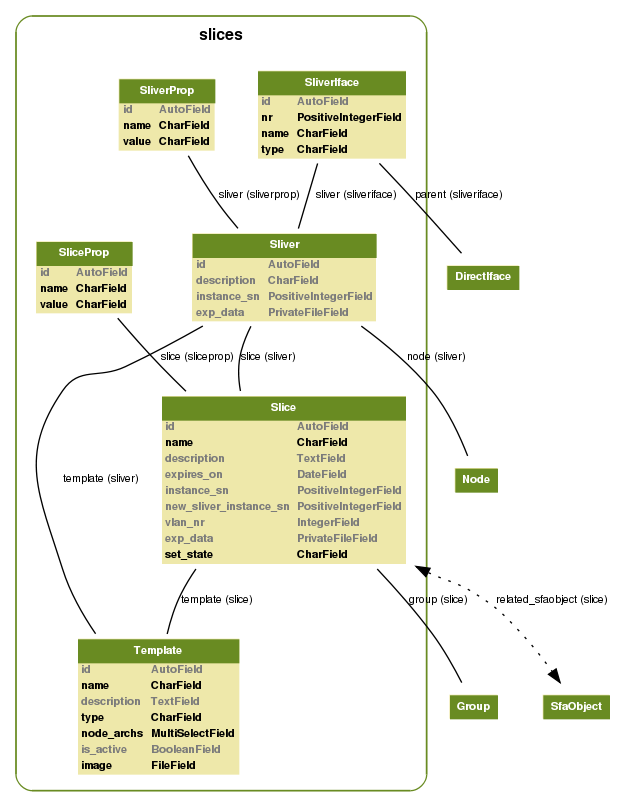 slices
SliverProp
id AutoField
name CharField
value CharField
SliverIface
id AutoField
nr PositiveIntegerField
name CharField
type CharField
sliver (sliverprop)
sliver (sliveriface)
parent (sliveriface)
SliceProp
id AutoField
name CharField
value CharField
Sliver
id AutoField
description CharField
instance_sn PositiveIntegerField
exp_data PrivateFileField
DirectIface
slice (sliceprop)
slice (sliver)
node (sliver)
Slice
id AutoField
name CharField
description TextField
expires_on DateField
instance_sn PositiveIntegerField
new_sliver_instance_sn PositiveIntegerField
vlan_nr IntegerField
exp_data PrivateFileField
set_state CharField
template (sliver)
Node
template (slice)
group (slice)
related_sfaobject (slice)
Template
id AutoField
name CharField
description TextField
type CharField
node_archs MultiSelectField
is_active BooleanField
image FileField
Group
SfaObject